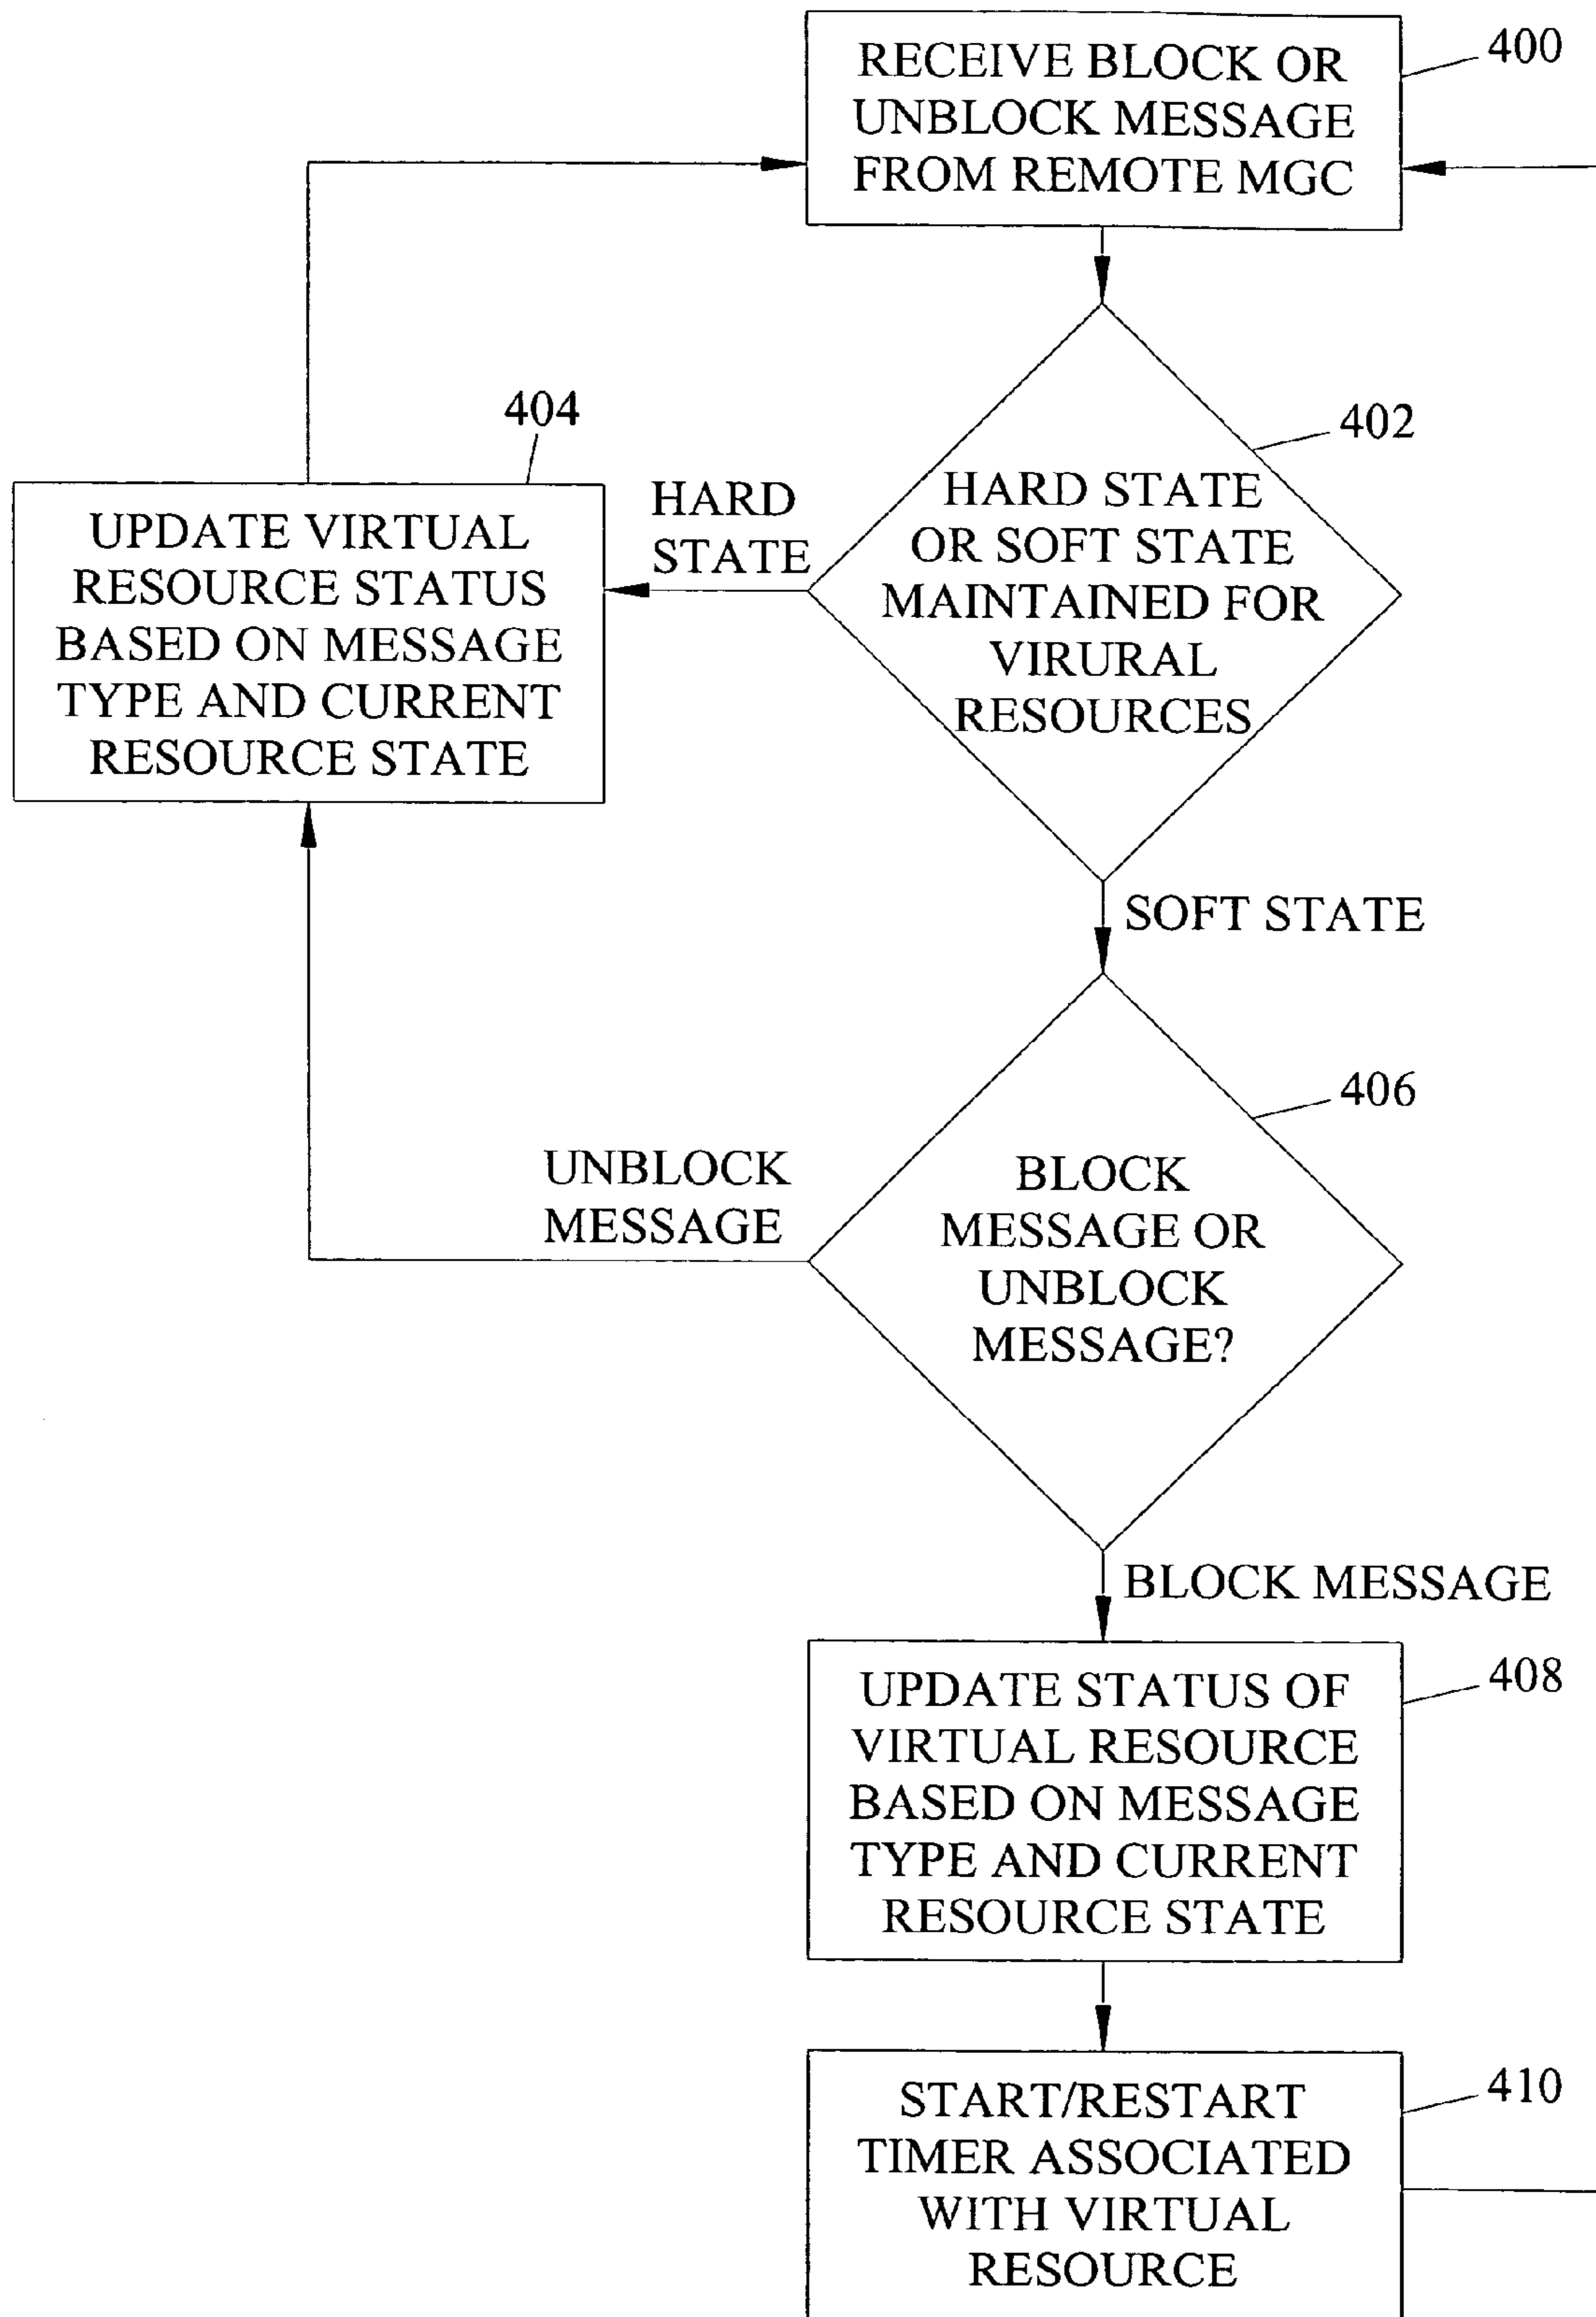 RECEIVE BLOCK OR
UNBLOCK MESSAGE
FROM REMOTE MGC
400
402
HARD STATE
OR SOFT STATE
MAINTAINED FOR
VIRURAL
RESOURCES
HARD
STATE
404
UPDATE VIRTUAL
RESOURCE STATUS
BASED ON MESSAGE
TYPE AND CURRENT
RESOURCE STATE
SOFT STATE
406
BLOCK
MESSAGE OR
UNBLOCK
MESSAGE?
UNBLOCK
MESSAGE
BLOCK MESSAGE
408
UPDATE STATUS OF
VIRTUAL RESOURCE
BASED ON MESSAGE
TYPE AND CURRENT
RESOURCE STATE
410
START/RESTART
TIMER ASSOCIATED
WITH VIRTUAL
RESOURCE